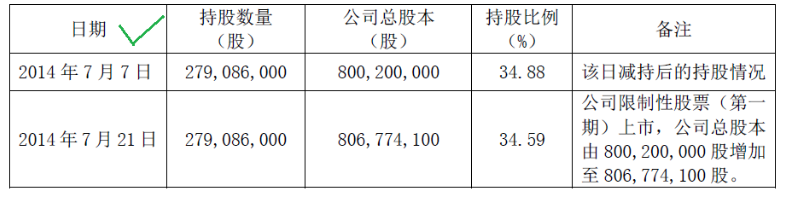 日期 持股数量（股） 公司总股本（股） 持股比例（%） 备注
2014 年 7 月 7 日 279,086,000 800,200,000 34.88 该日减持后的持股情况
2014 年 7 月 21 日 279,086,000 806,774,100 34.59 公司限制性股票（第一
期）上市，公司总股本
由 800,200,000 股增加
至 806,774,100 股。